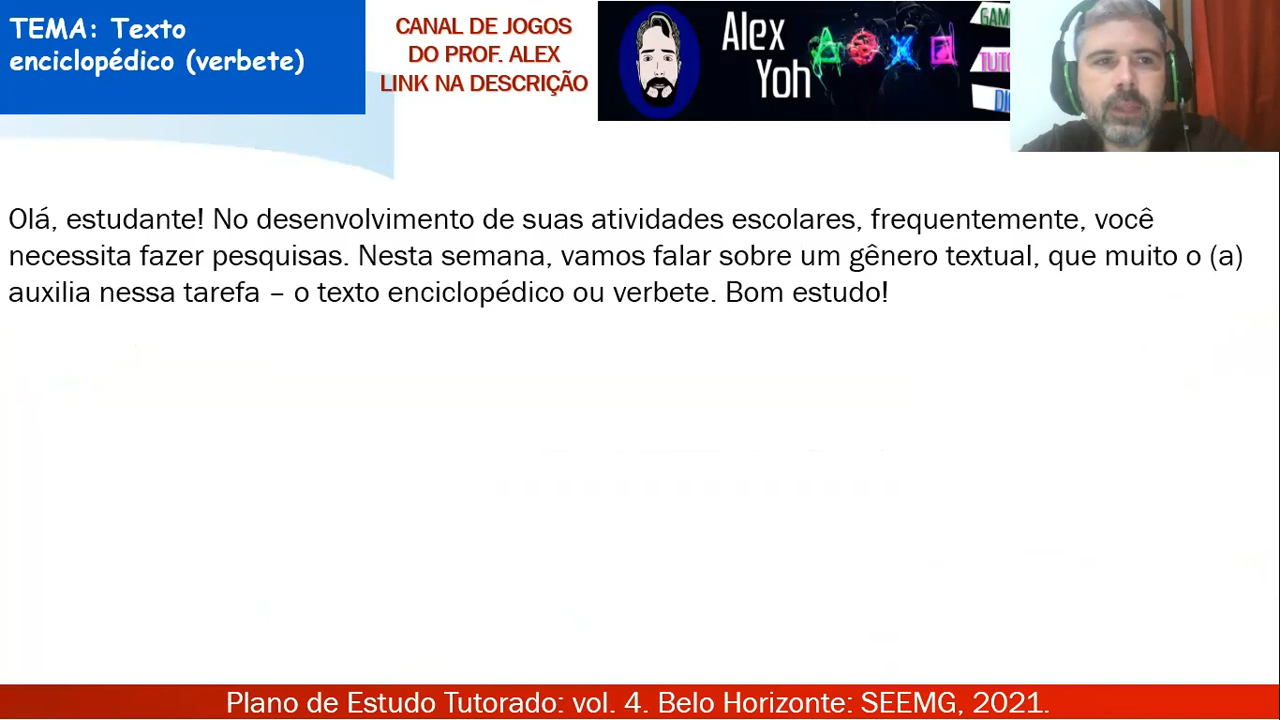 TEMA: Texto
enciclopédico (verbete)
CANAL DE JOGOS
DO PROF. ALEX
LINK NA DESCRIÇÃO
Alex
Yoh
Olá, estudante! No desenvolvimento de suas atividades escolares, frequentemente, você
necessita fazer pesquisas. Nesta semana, vamos falar sobre um gênero textual, que muito o (a)
auxilia nessa tarefa – o texto enciclopédico ou verbete. Bom estudo!
Plano de Estudo Tutorado: vol. 4. Belo Horizonte: SEEMG, 2021.